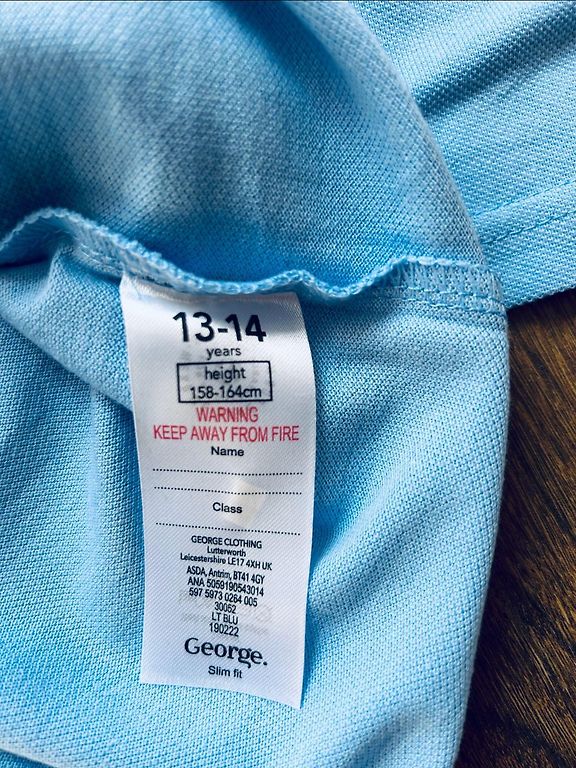 13-14
years
height
158-164cm
WARNING
KEEP AWAY FROM FIRE
Name
Class
GEORGE CLOTHING
Lutterworth
Leicestershire LE17 4XH UK
ASDA, Antrim, BT41 4GY
ANA 5059190543014
597 5973 0284 005
30052
LT BLU
190222
George.
Slim fit